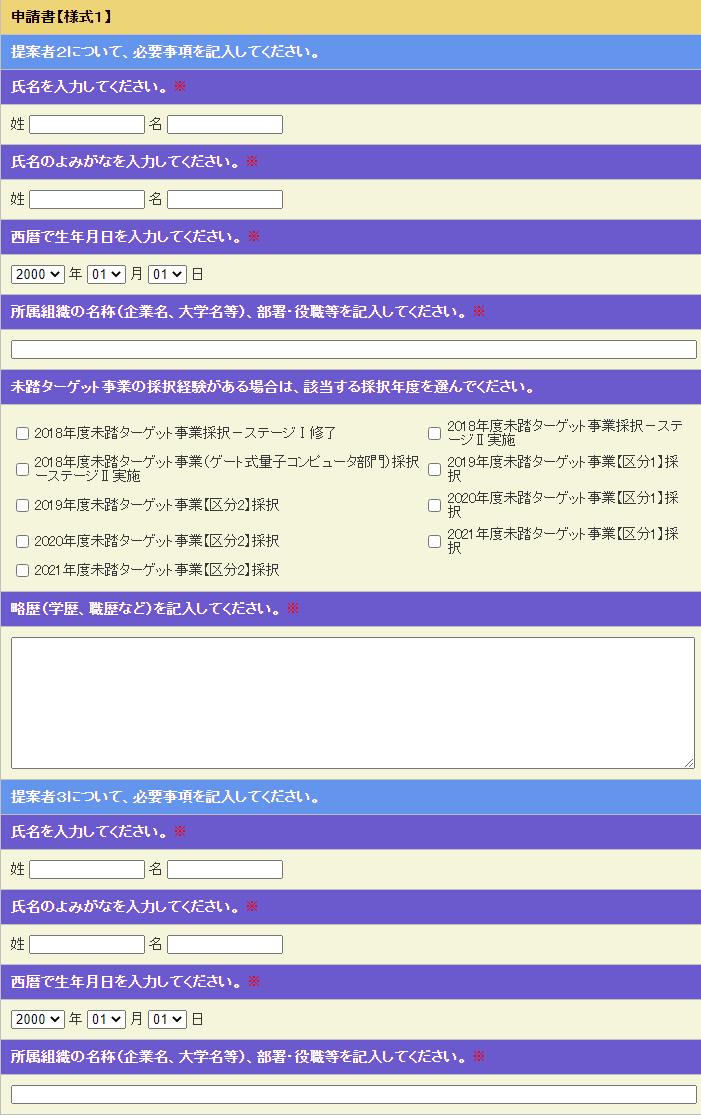 申請書【様式1】
提案者2について、必要事項を記入してください。
氏名を入力してください。 ※
姓 名
氏名のよみがなを入力してください。 ※
姓 名
西暦で生年月日を入力してください。 ※
2000 年 01 月 01 日
所属組織の名称（企業名、大学名等）、部署・役職等を記入してください。 ※
未踏ターゲット事業の採択経験がある場合は、該当する採択年度を選んでください。
2018年度未踏ターゲット事業採択－ステージⅠ修了
2018年度未踏ターゲット事業採択－ステ
ージⅡ実施
2018年度未踏ターゲット事業（ゲート式量子コンピュータ部門）採択
－ステージⅡ実施
2019年度未踏ターゲット事業【区分1】採
択
2019年度未踏ターゲット事業【区分2】採択
2020年度未踏ターゲット事業【区分1】採
択
2020年度未踏ターゲット事業【区分2】採択
2021年度未踏ターゲット事業【区分1】採
択
2021年度未踏ターゲット事業【区分2】採択
略歴（学歴、職歴など）を記入してください。 ※
提案者3について、必要事項を記入してください。
氏名を入力してください。 ※
姓 名
氏名のよみがなを入力してください。 ※
姓 名
西暦で生年月日を入力してください。 ※
2000 年 01 月 01 日
所属組織の名称（企業名、大学名等）、部署・役職等を記入してください。 ※